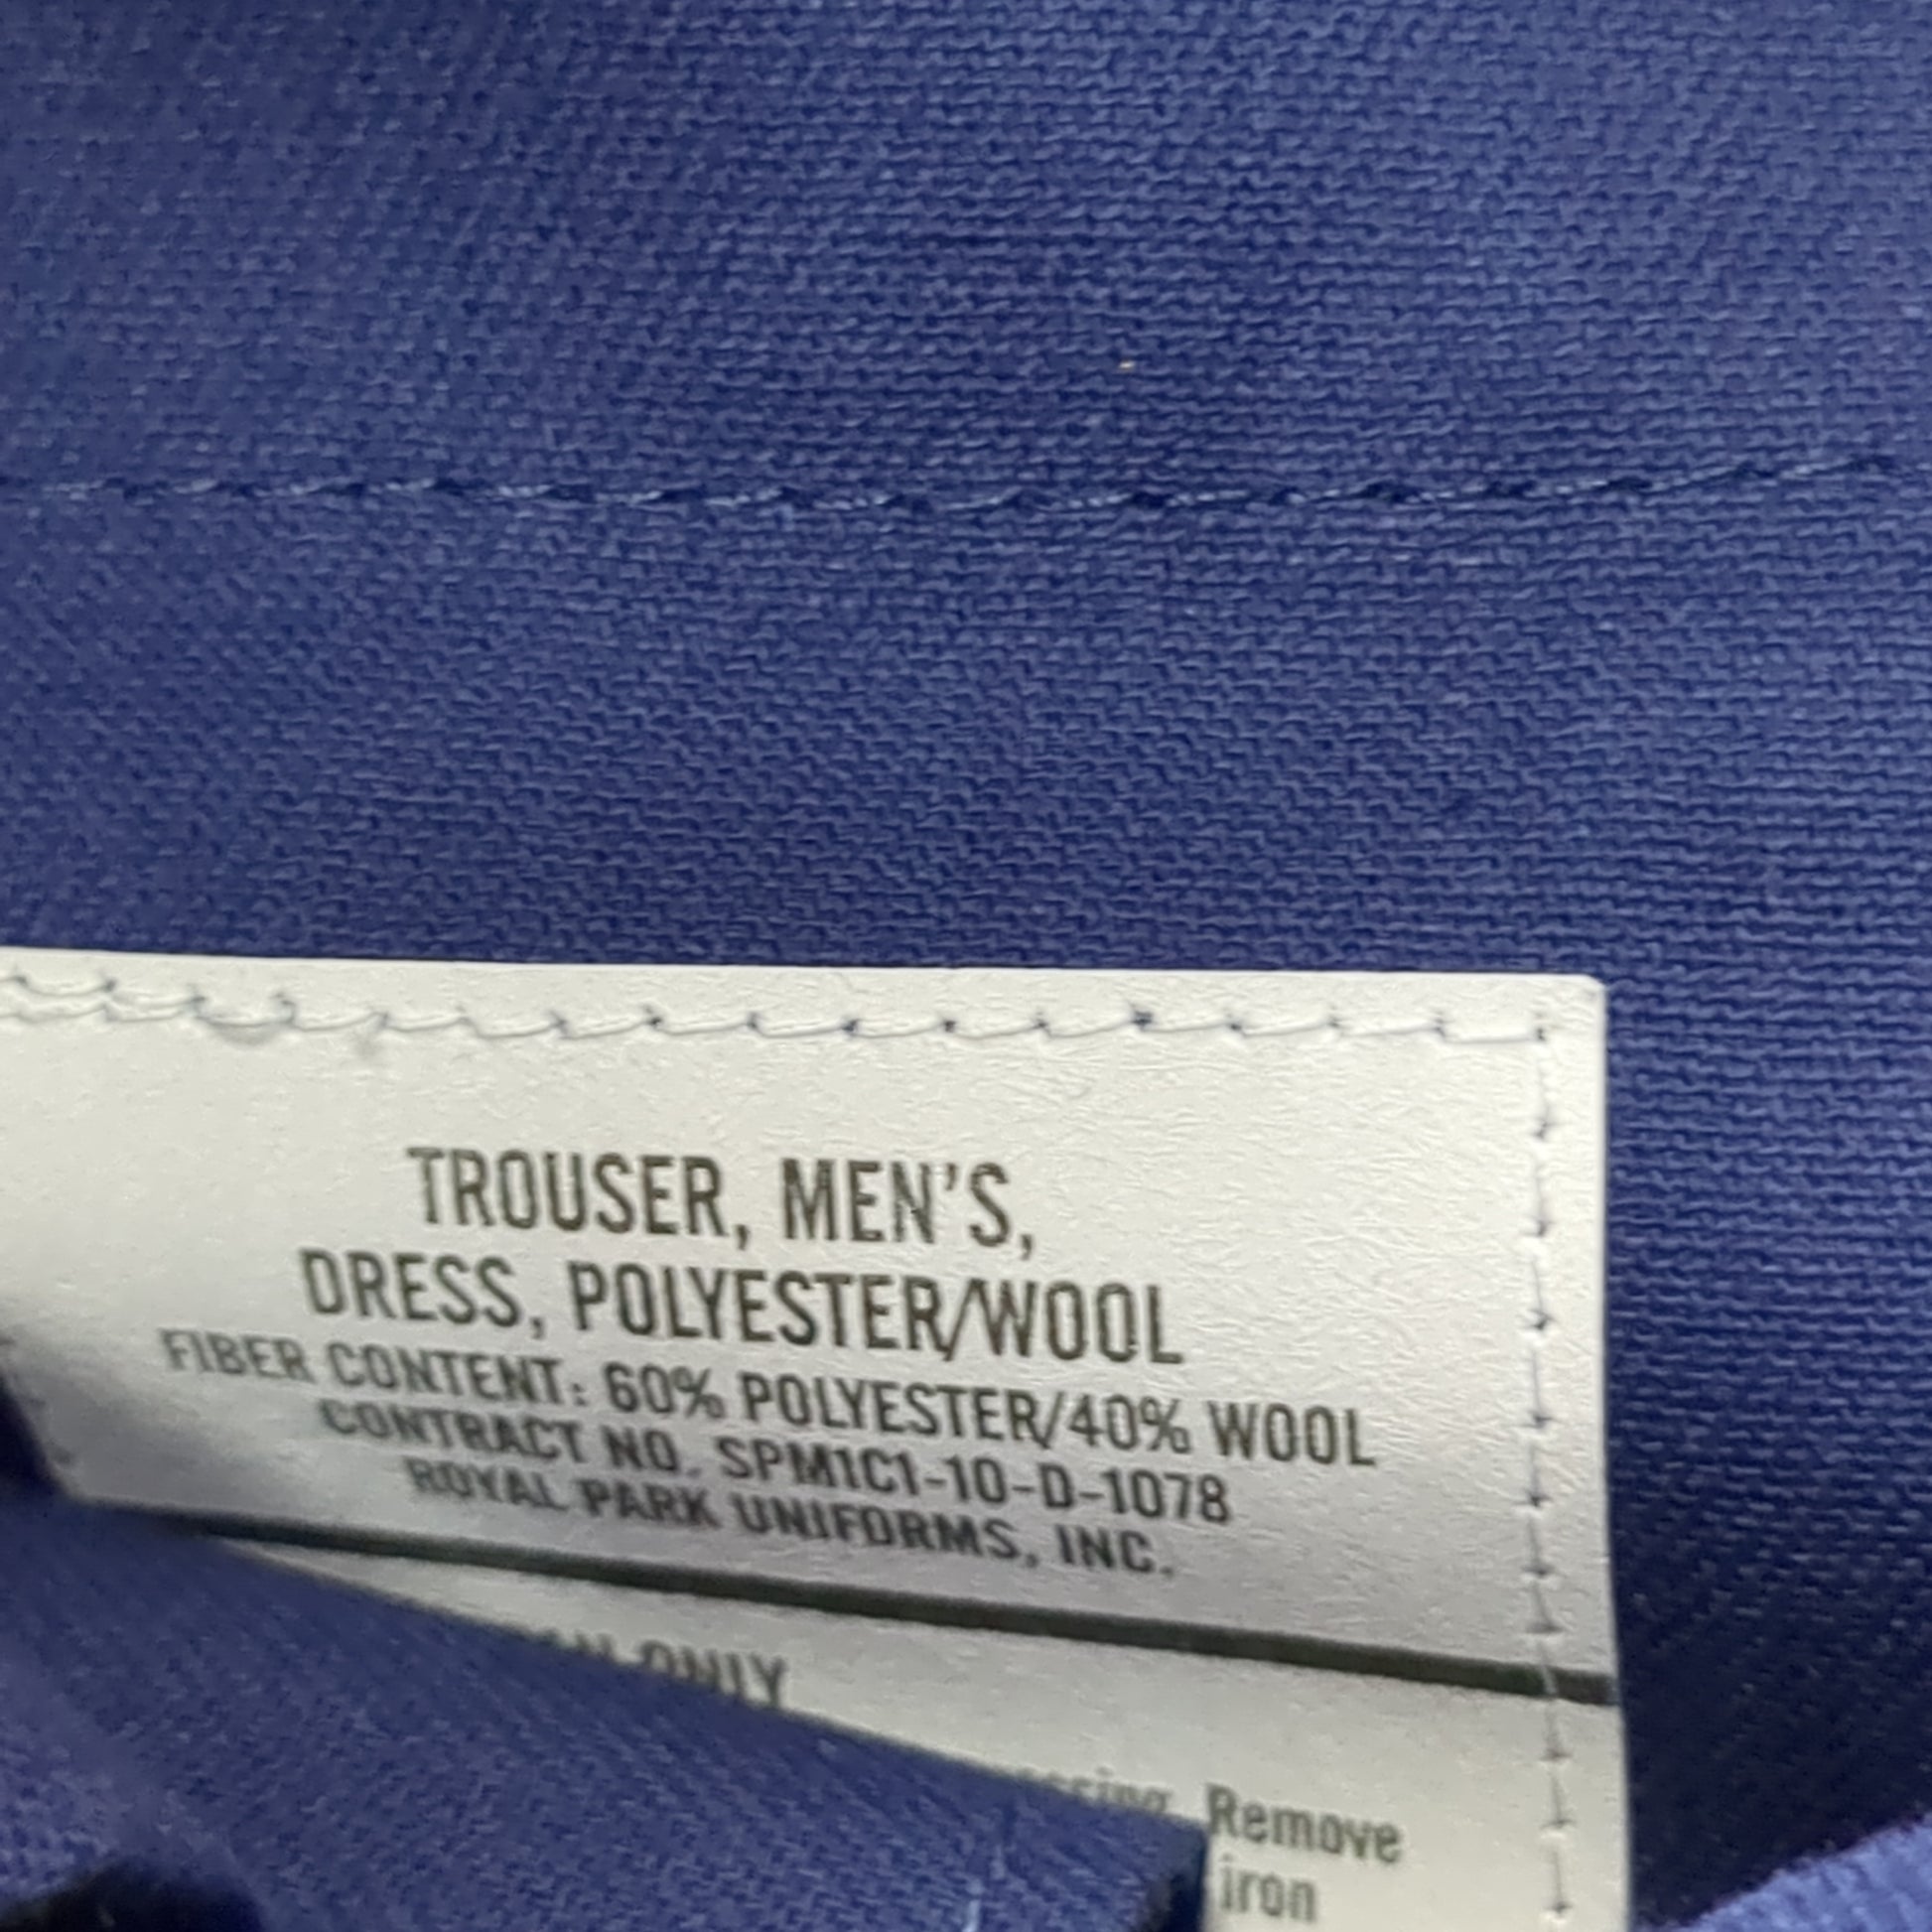 TROUSER, MEN'S,
DRESS, POLYESTER/WOOL
FIBER CONTENT: 60% POLYESTER/40% WOOL
CONTRACT NO. SPM1C1-10-D-1078
ROYAL PARK UNIFORMS, INC.
ONLY
Remove
iron